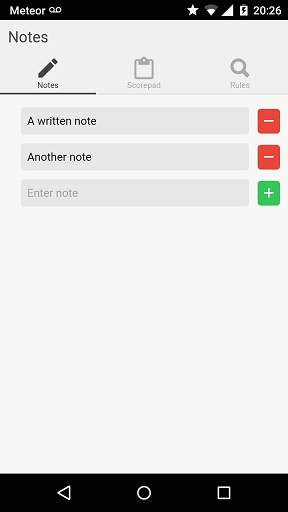 Meteor 20:26
Notes
Notes Scorepad Rules
A written note
Another note
Enter note